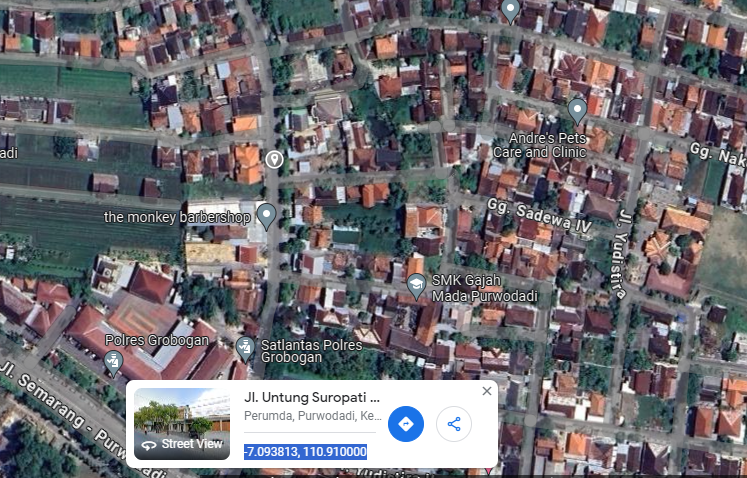 Andre's Pets
Care and Clinic
Gg. Nak
adi
the monkey barbershop
Gg. Sadewa IV
Jl. Yudistira
SMK Gajah
Mada Purwodadi
Polres Grobogan
Satlantas Polres
Grobogan
Jl. Semarang - Purwodadi
Jl. Untung Suropati ...
Perumda, Purwodadi, Ke...
Street View
-7.093813, 110.910000